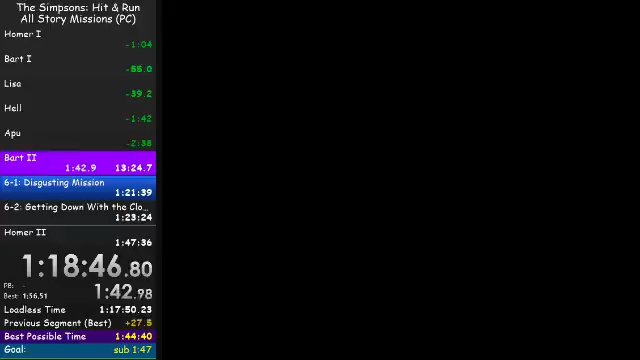 The Simpsons: Hit & Run
All Story Missions (PC)
Homer I
-1:04
Bart I
-55.0
Lisa
-39.2
Hell
-1:42
Apu
-2:38
Bart II
1:42.9 13:24.7
6-1: Disgusting Mission
1:21:39
6-2: Getting Down With the Clo...
1:23:24
Homer II
1:47:36
1:18:46.80
PB: -
Best: 1:56.51
1:42.98
Loadless Time 1:17:50.23
Previous Segment (Best) +27.5
Best Possible Time 1:44:40
Goal: sub 1:47